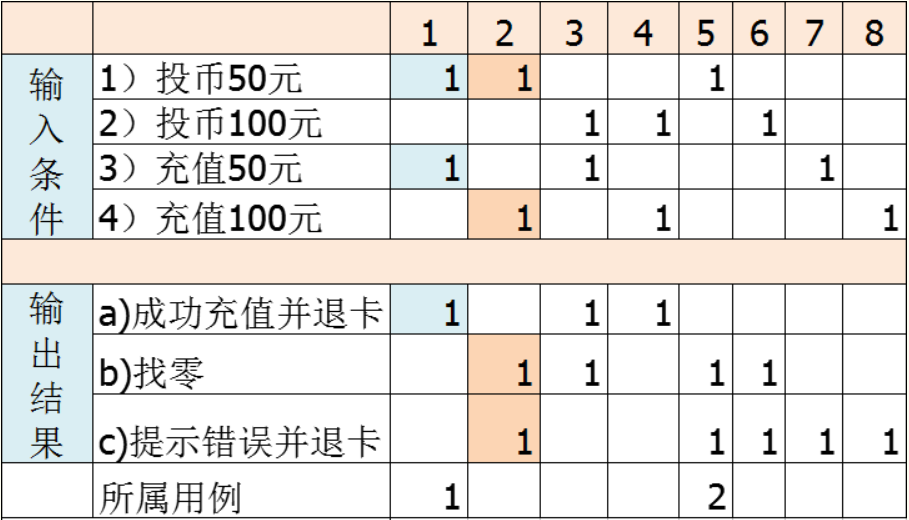 1 2 3 4 5 6 7 8
输入条件
1）投币50元 1 1 1
2）投币100元 1 1 1
3）充值50元 1 1 1
4）充值100元 1 1 1
输出结果
a)成功充值并退卡 1 1 1
b)找零 1 1 1 1
c)提示错误并退卡 1 1 1 1 1
所属用例 1 2